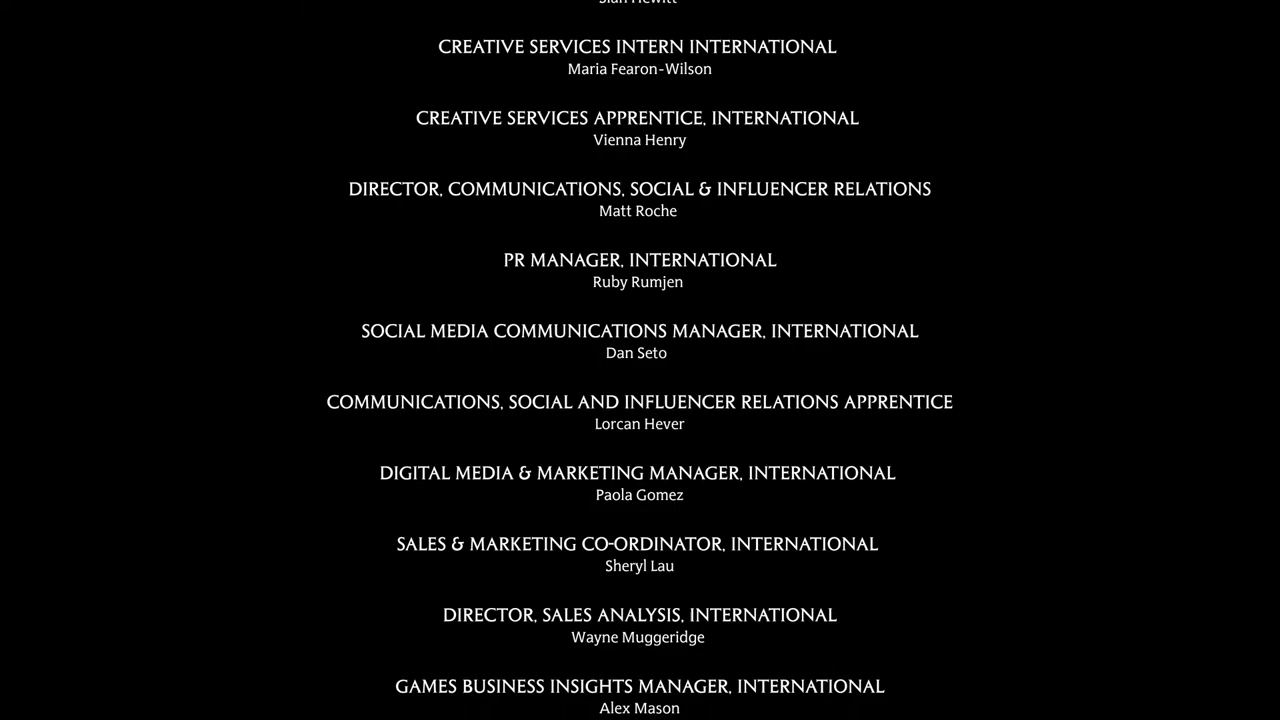 Sian Hewitt
CREATIVE SERVICES INTERN INTERNATIONAL
Maria Fearon-Wilson
CREATIVE SERVICES APPRENTICE, INTERNATIONAL
Vienna Henry
DIRECTOR, COMMUNICATIONS, SOCIAL & INFLUENCER RELATIONS
Matt Roche
PR MANAGER, INTERNATIONAL
Ruby Rumjen
SOCIAL MEDIA COMMUNICATIONS MANAGER, INTERNATIONAL
Dan Seto
COMMUNICATIONS, SOCIAL AND INFLUENCER RELATIONS APPRENTICE
Lorcan Hever
DIGITAL MEDIA & MARKETING MANAGER, INTERNATIONAL
Paola Gomez
SALES & MARKETING CO-ORDINATOR, INTERNATIONAL
Sheryl Lau
DIRECTOR, SALES ANALYSIS, INTERNATIONAL
Wayne Muggeridge
GAMES BUSINESS INSIGHTS MANAGER, INTERNATIONAL
Alex Mason